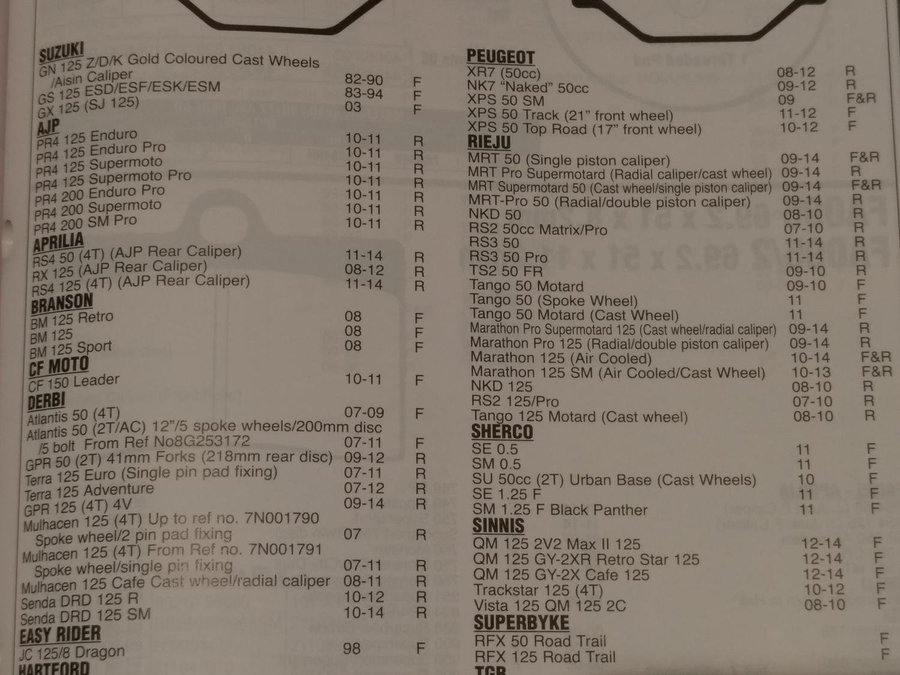 SUZUKI
GN 125 Z/D/K Gold Coloured Cast Wheels
/Aisin Caliper 82-90 F
GS 125 ESD/ESF/ESK/ESM 83-94 F
GX 125 (SJ 125) 03 F
AJP
PR4 125 Enduro 10-11 R
PR4 125 Enduro Pro 10-11 R
PR4 125 Supermoto 10-11 R
PR4 125 Supermoto Pro 10-11 R
PR4 200 Enduro Pro 10-11 R
PR4 200 Supermoto 10-11 R
PR4 200 SM Pro 10-11 R
APRILIA
RS4 50 (4T) (AJP Rear Caliper) 11-14 R
RX 125 (AJP Rear Caliper) 08-12 R
RS4 125 (4T) (AJP Rear Caliper) 11-14 R
BRANSON
BM 125 Retro 08 F
BM 125 08 F
BM 125 Sport 08 F
CF MOTO
CF 150 Leader 10-11 F
DERBI
Atlantis 50 (4T) 07-09 F
Atlantis 50 (2T/AC) 12"/5 spoke wheels/200mm disc
/5 bolt From Ref No8G253172 07-11 F
GPR 50 (2T) 41mm Forks (218mm rear disc) 09-12 R
Terra 125 Euro (Single pin pad fixing) 07-11 R
Terra 125 Adventure 07-12 R
GPR 125 (4T) 4V 09-14 R
Mulhacen 125 (4T) Up to ref no. 7N001790
Spoke wheel/2 pin pad fixing 07 R
Mulhacen 125 (4T) From Ref no. 7N001791
Spoke wheel/single pin fixing 07-11 R
Mulhacen 125 Cafe Cast wheel/radial caliper 08-11 R
Senda DRD 125 R 10-12 R
Senda DRD 125 SM 10-14 R
EASY RIDER
JC 125/8 Dragon 98 F
HARTFORD
PEUGEOT
XR7 (50cc) 08-12 R
NK7 "Naked" 50cc 09-12 R
XPS 50 SM 09 F&R
XPS 50 Track (21" front wheel) 11-12 F
XPS 50 Top Road (17" front wheel) 10-12 F
RIEJU
MRT 50 (Single piston caliper) 09-14 F&R
MRT Pro Supermotard (Radial caliper/cast wheel) 09-14 R
MRT Supermotard 50 (Cast wheel/single piston caliper) 09-14 F&R
MRT-Pro 50 (Radial/double piston caliper) 09-14 R
NKD 50 08-10 R
RS2 50cc Matrix/Pro 07-10 R
RS3 50 11-14 R
RS3 50 Pro 11-14 R
TS2 50 FR 09-10 R
Tango 50 Motard 09-10 F
Tango 50 (Spoke Wheel) 11 F
Tango 50 Motard (Cast Wheel) 11 F
Marathon Pro Supermotard 125 (Cast wheel/radial caliper) 09-14 R
Marathon Pro 125 (Radial/double piston caliper) 09-14 R
Marathon 125 (Air Cooled) 10-14 F&R
Marathon 125 SM (Air Cooled/Cast Wheel) 10-13 F&R
NKD 125 08-10 R
RS2 125/Pro 07-10 R
Tango 125 Motard (Cast wheel) 08-10 R
SHERCO
SE 0.5 11 F
SM 0.5 11 F
SU 50cc (2T) Urban Base (Cast Wheels) 10 F
SE 1.25 F 11 F
SM 1.25 F Black Panther 11 F
SINNIS
QM 125 2V2 Max II 125 12-14 F
QM 125 GY-2XR Retro Star 125 12-14 F
QM 125 GY-2X Cafe 125 12-14 F
Trackstar 125 (4T) 10-12 F
Vista 125 QM 125 2C 08-10 F
SUPERBYKE
RFX 50 Road Trail F
RFX 125 Road Trail F
TGB